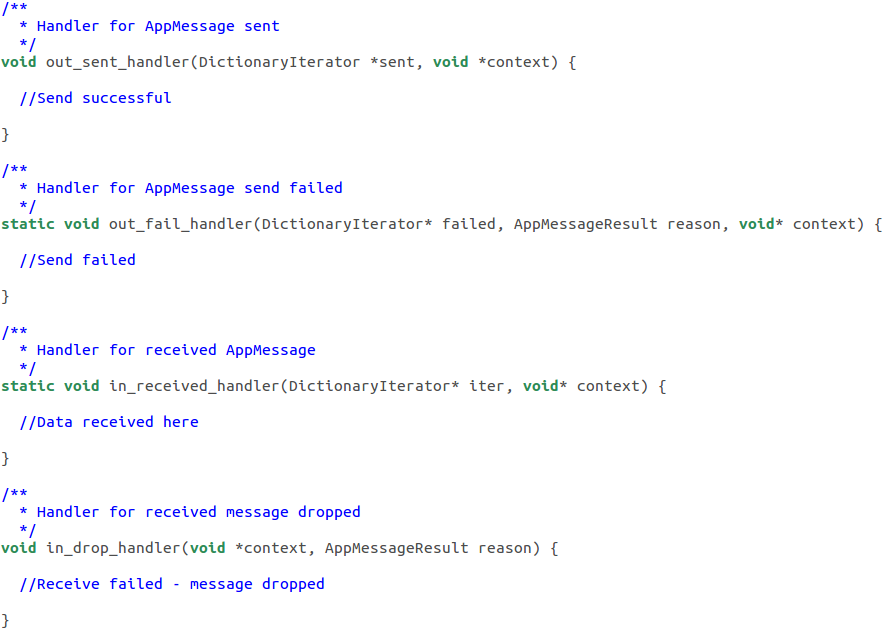 /**
  * Handler for AppMessage sent
  */
void out_sent_handler(DictionaryIterator *sent, void *context) {
  //Send successful
}
/**
  * Handler for AppMessage send failed
  */
static void out_fail_handler(DictionaryIterator* failed, AppMessageResult reason, void* context) {
  //Send failed
}
/**
  * Handler for received AppMessage
  */
static void in_received_handler(DictionaryIterator* iter, void* context) {
  //Data received here
}
/**
  * Handler for received message dropped
  */
void in_drop_handler(void *context, AppMessageResult reason) {
  //Receive failed - message dropped
}